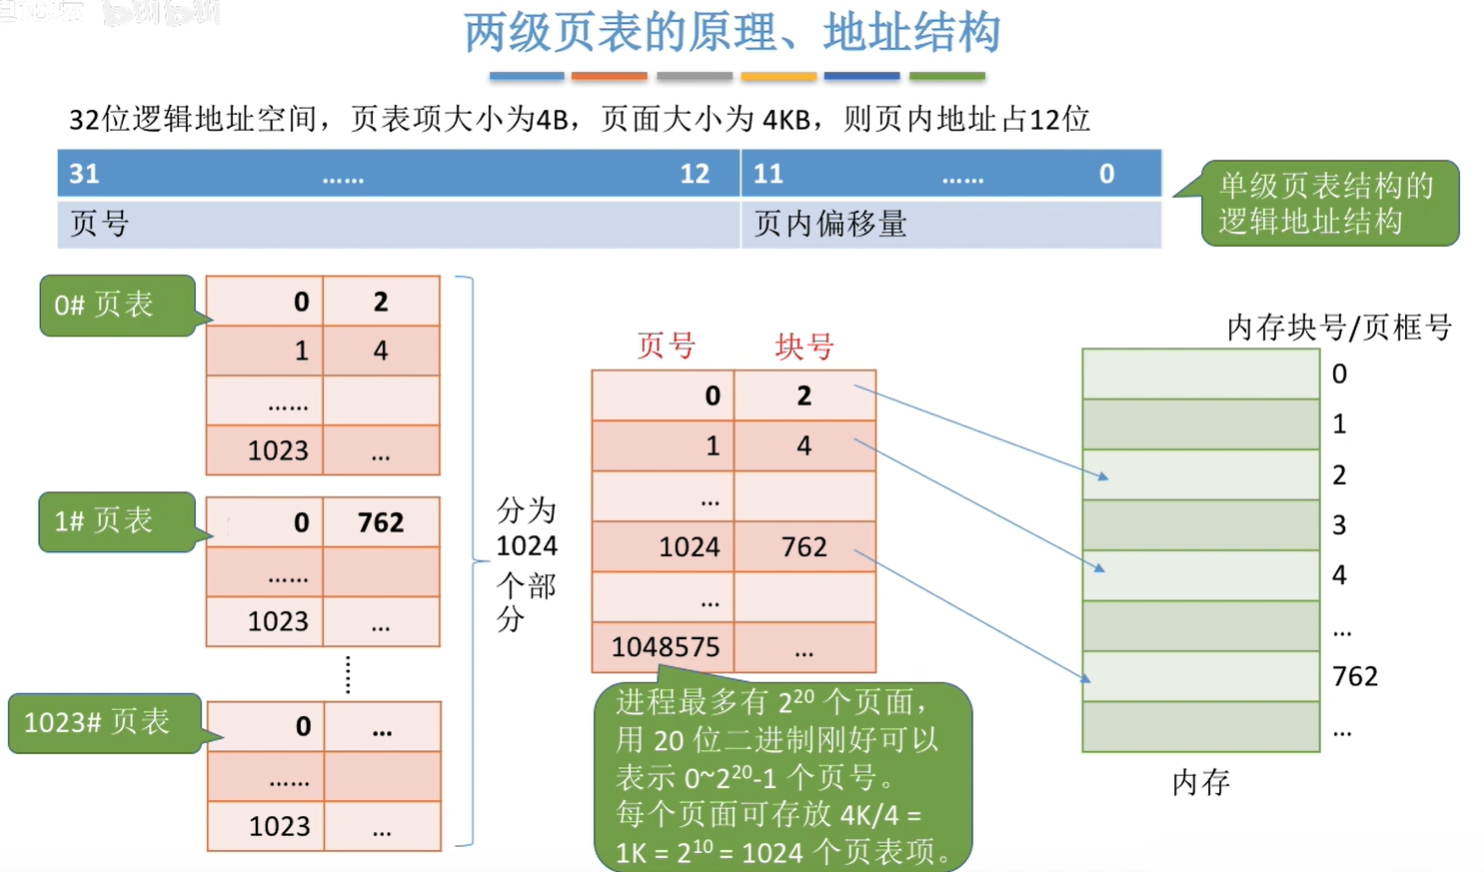 两级页表的原理、地址结构
32位逻辑地址空间，页表项大小为4B，页面大小为 4KB，则页内地址占12位
31 …… 12 11 …… 0
页号 页内偏移量
单级页表结构的
逻辑地址结构
0# 页表
0 2
1 4
……
1023 ...
1# 页表
0 762
……
1023 ...
1023# 页表
0 ...
……
1023 ...
分为
1024
个部
分
页号 块号
0 2
1 4
...
1024 762
...
1048575 ...
进程最多有 2²⁰ 个页面，
用 20 位二进制刚好可以
表示 0~2²⁰-1 个页号。
每个页面可存放 4K/4 =
1K = 2¹⁰ = 1024 个页表项。
内存块号/页框号
0
1
2
3
4
...
762
...
内存